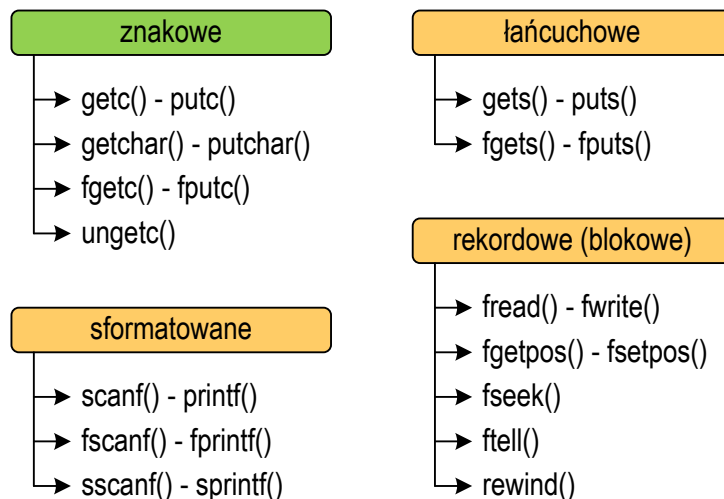 znakowe
getc() - putc()
getchar() - putchar()
fgetc() - fputc()
ungetc()
sformatowane
scanf() - printf()
fscanf() - fprintf()
sscanf() - sprintf()
łańcuchowe
gets() - puts()
fgets() - fputs()
rekordowe (blokowe)
fread() - fwrite()
fgetpos() - fsetpos()
fseek()
ftell()
rewind()